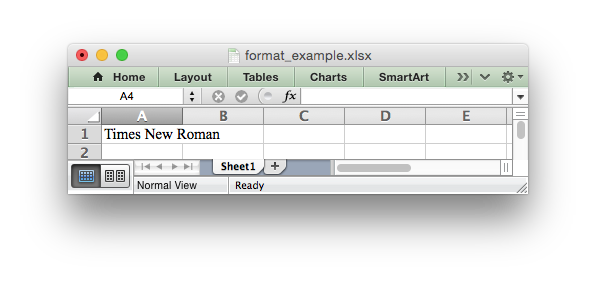 format_example.xlsx
Home Layout Tables Charts SmartArt
A4 fx
A B C D E
1 Times New Roman
2
Sheet1 +
Normal View Ready